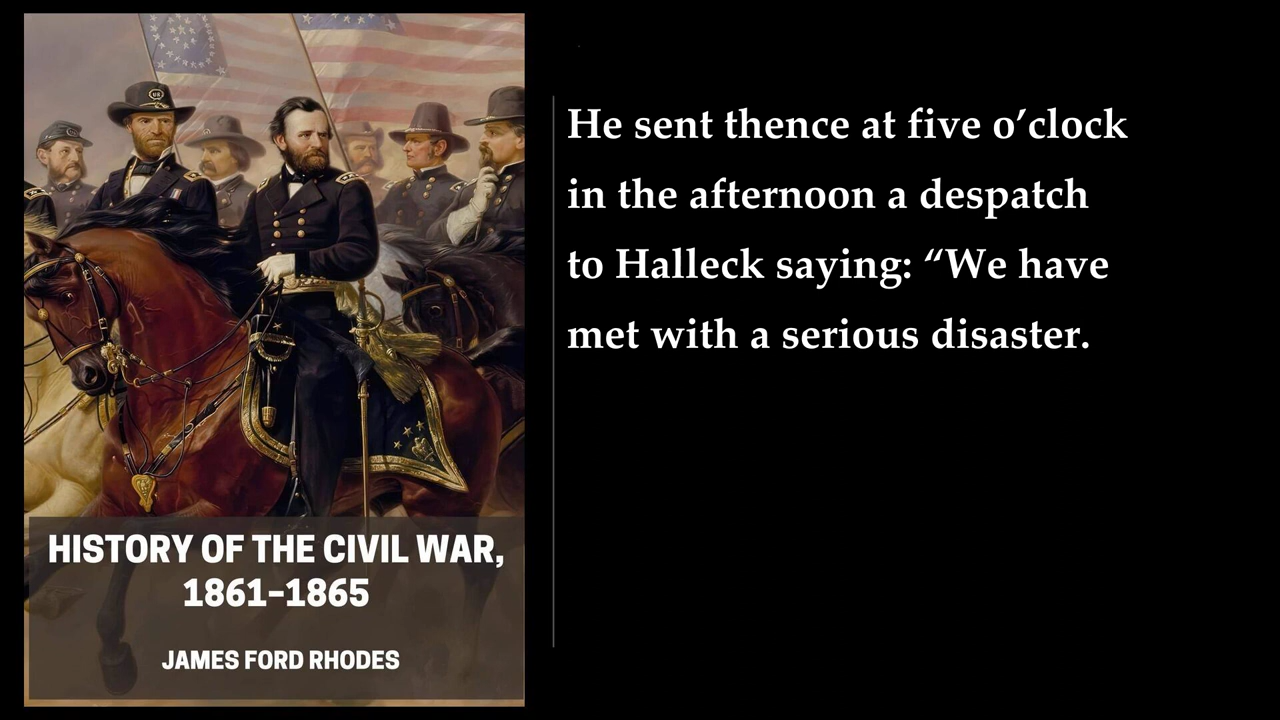 HISTORY OF THE CIVIL WAR,
1861–1865
JAMES FORD RHODES
He sent thence at five o’clock
in the afternoon a despatch
to Halleck saying: “We have
met with a serious disaster.